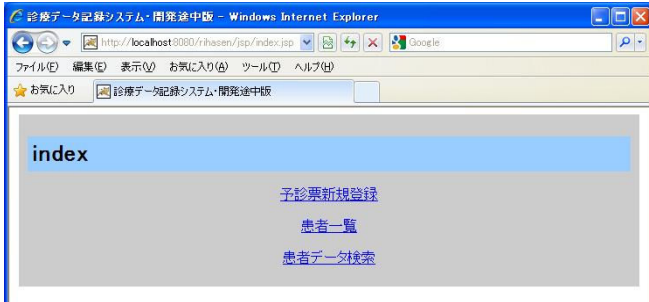 診療データ記録システム・開発途中版 - Windows Internet Explorer
http://localhost:8080/rihasen/jsp/index.jsp
Google
ファイル(F) 編集(E) 表示(V) お気に入り(A) ツール(T) ヘルプ(H)
お気に入り 診療データ記録システム・開発途中版
index
予診票新規登録
患者一覧
患者データ検索